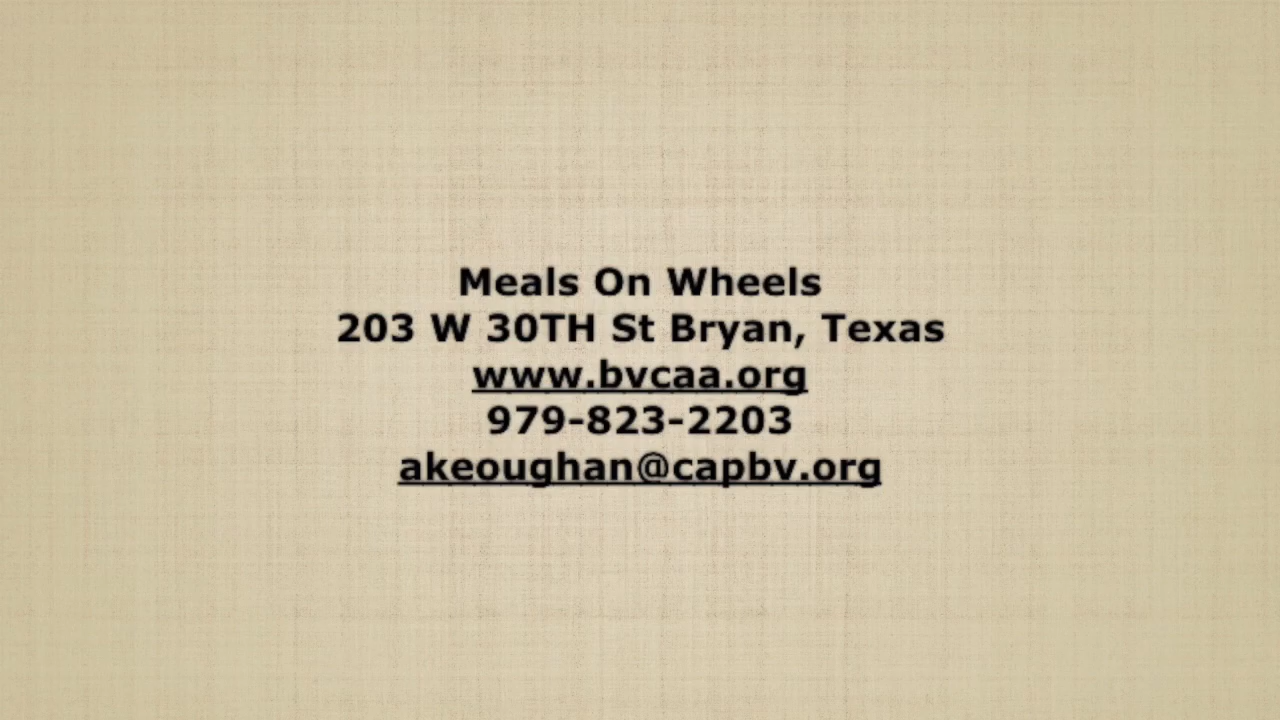 Meals On Wheels
203 W 30TH St Bryan, Texas
www.bvcaa.org
979-823-2203
akeoughan@capbv.org